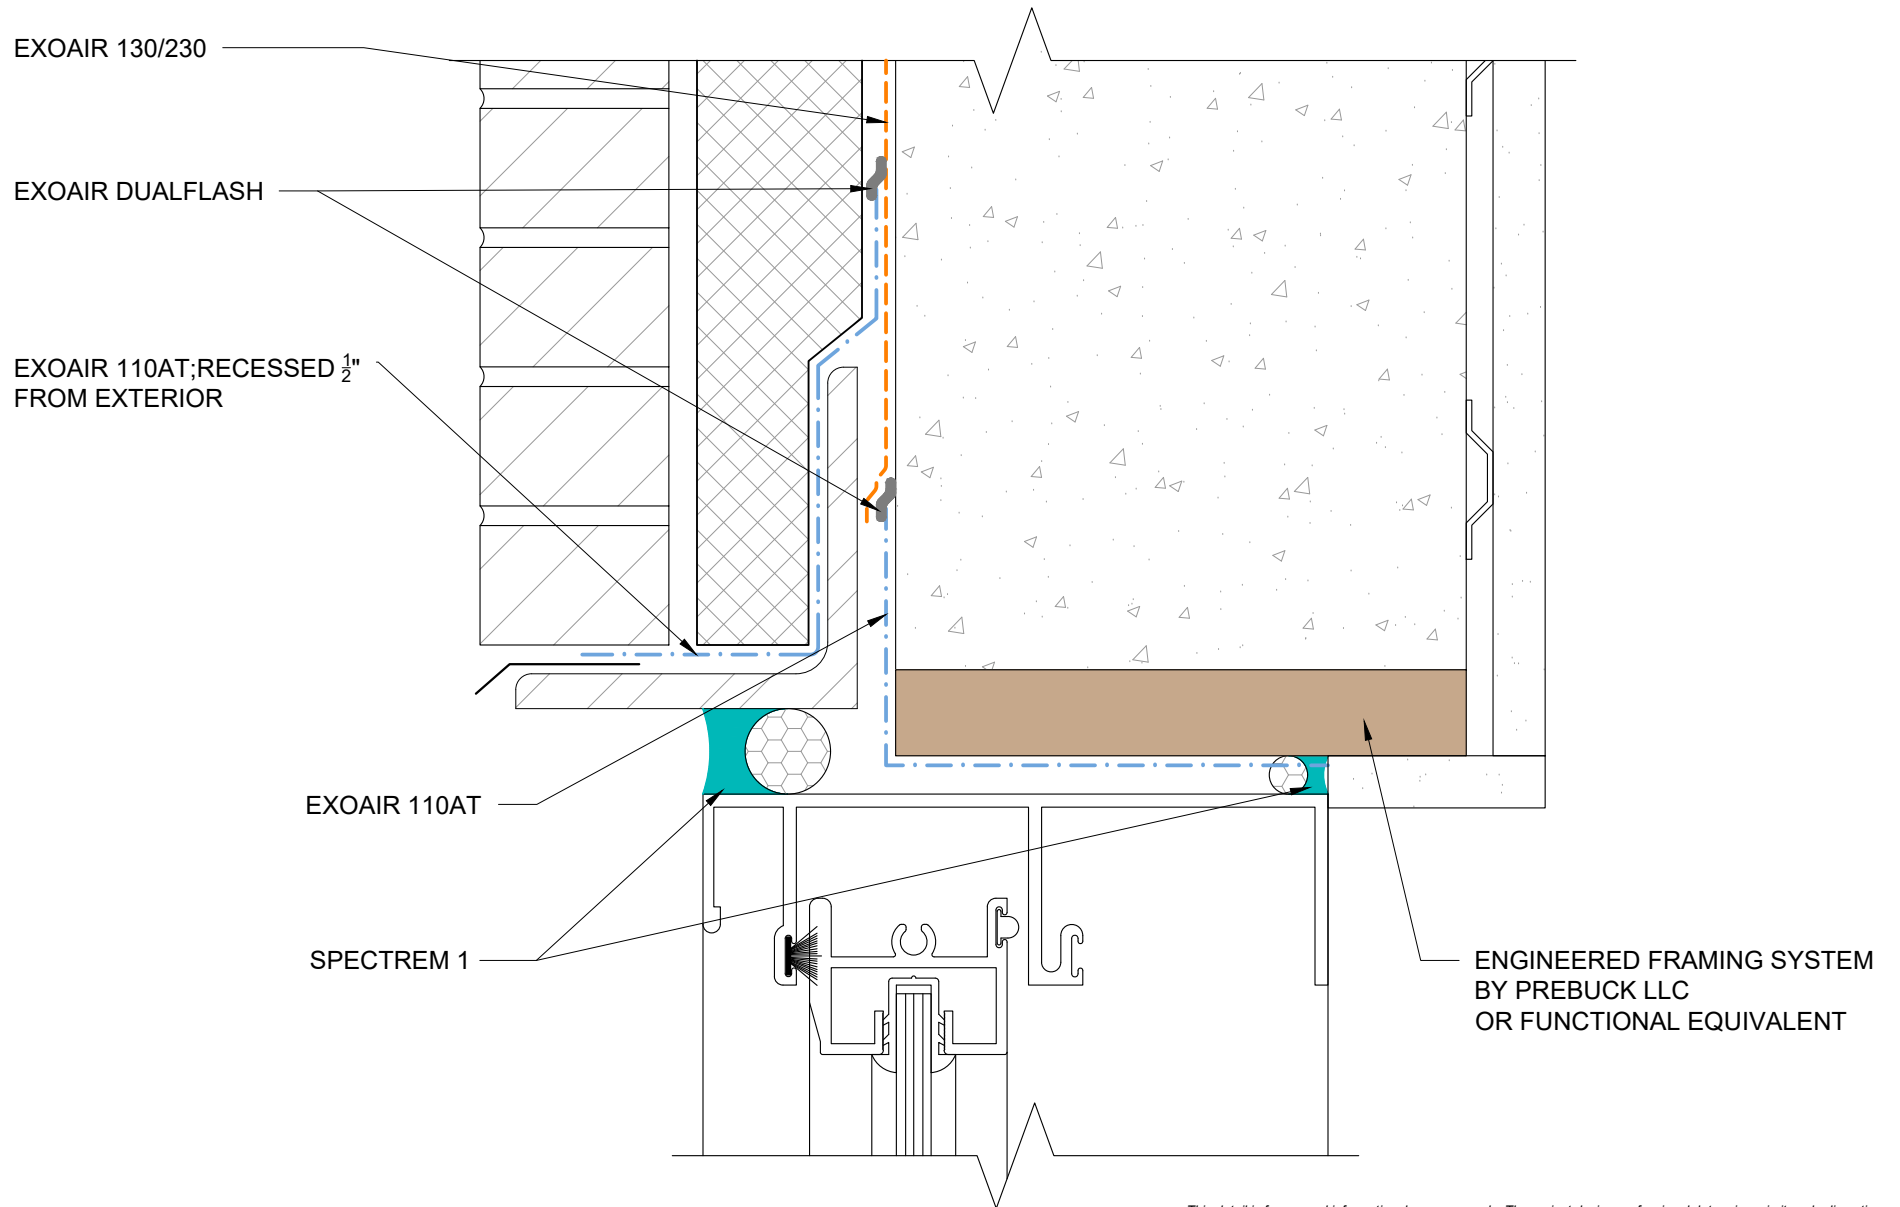 EXOAIR 130/230
EXOAIR DUALFLASH
EXOAIR 110AT;RECESSED 1/2"
FROM EXTERIOR
EXOAIR 110AT
SPECTREM 1
ENGINEERED FRAMING SYSTEM
BY PREBUCK LLC
OR FUNCTIONAL EQUIVALENT